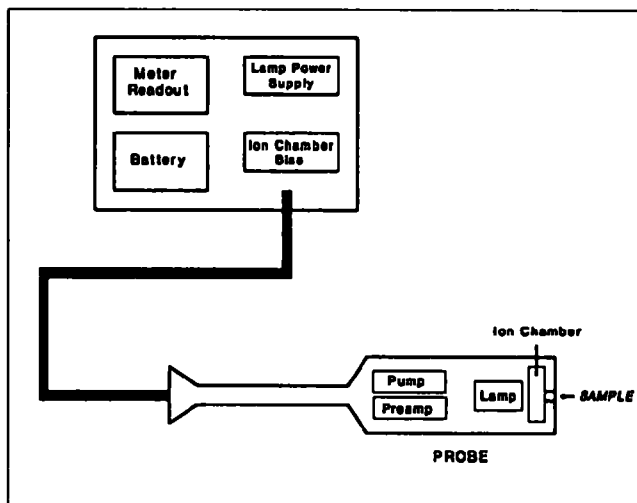 Meter
Readout
Lamp Power
Supply
Battery
Ion Chamber
Bias
Ion Chamber
Pump
Preamp
Lamp
SAMPLE
PROBE